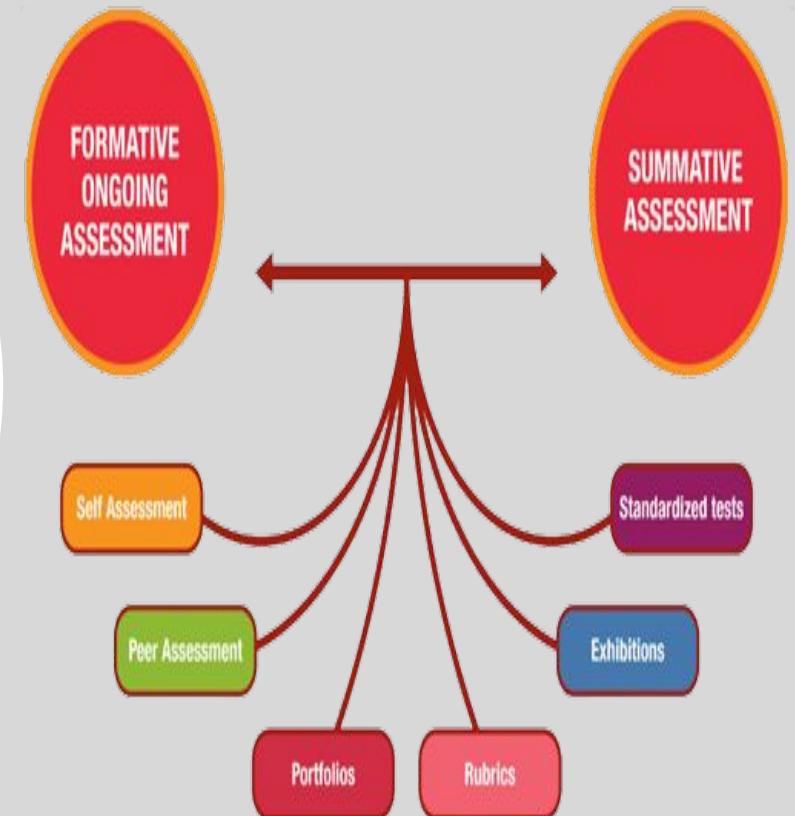 FORMATIVE
ONGOING
ASSESSMENT
SUMMATIVE
ASSESSMENT
Self Assessment
Standardized tests
Peer Assessment
Exhibitions
Portfolios
Rubrics